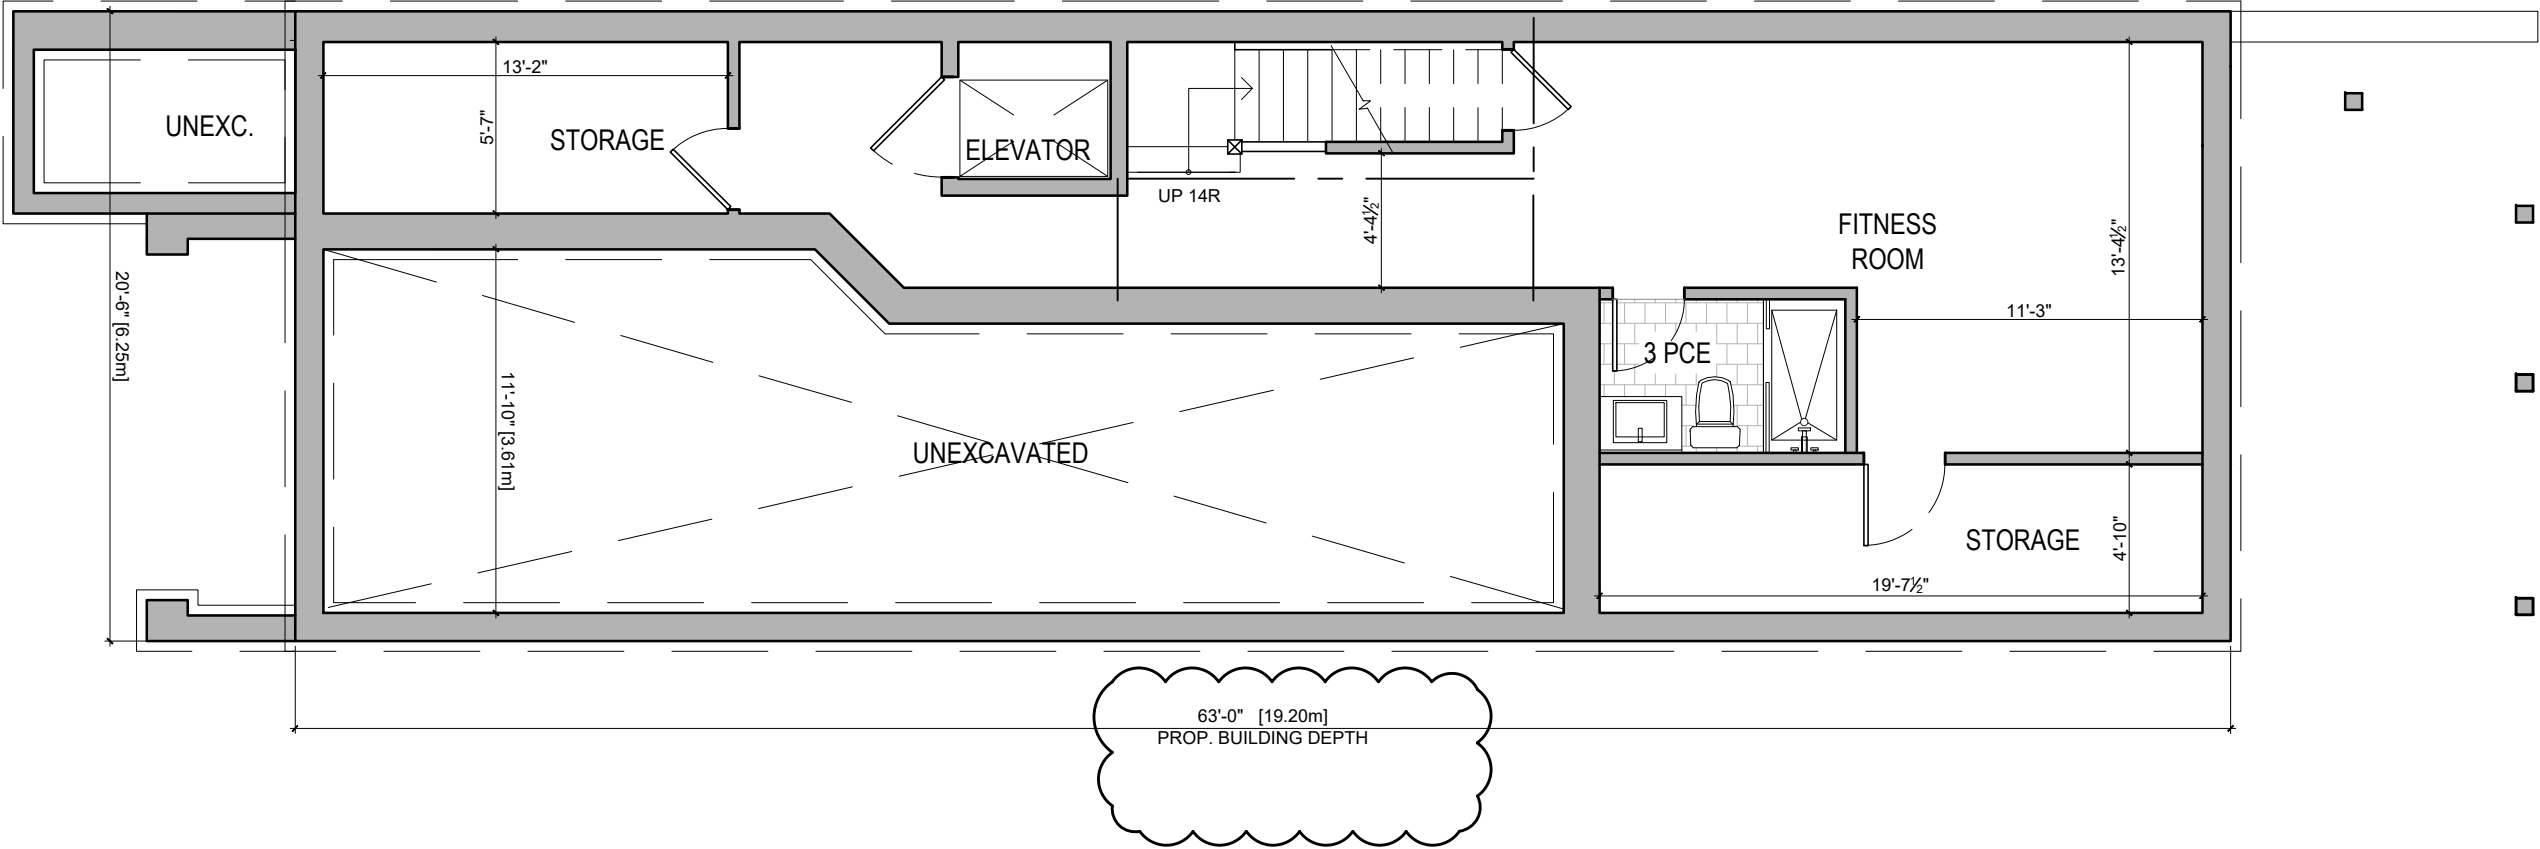 13'-2"
UNEXC.
5'-7"
STORAGE
ELEVATOR
UP 14R
4'-4½"
FITNESS
ROOM
13'-4½"
20'-6" [6.25m]
11'-3"
3 PCE
11'-10" [3.61m]
UNEXCAVATED
STORAGE
4'-10"
19'-7½"
63'-0" [19.20m]
PROP. BUILDING DEPTH